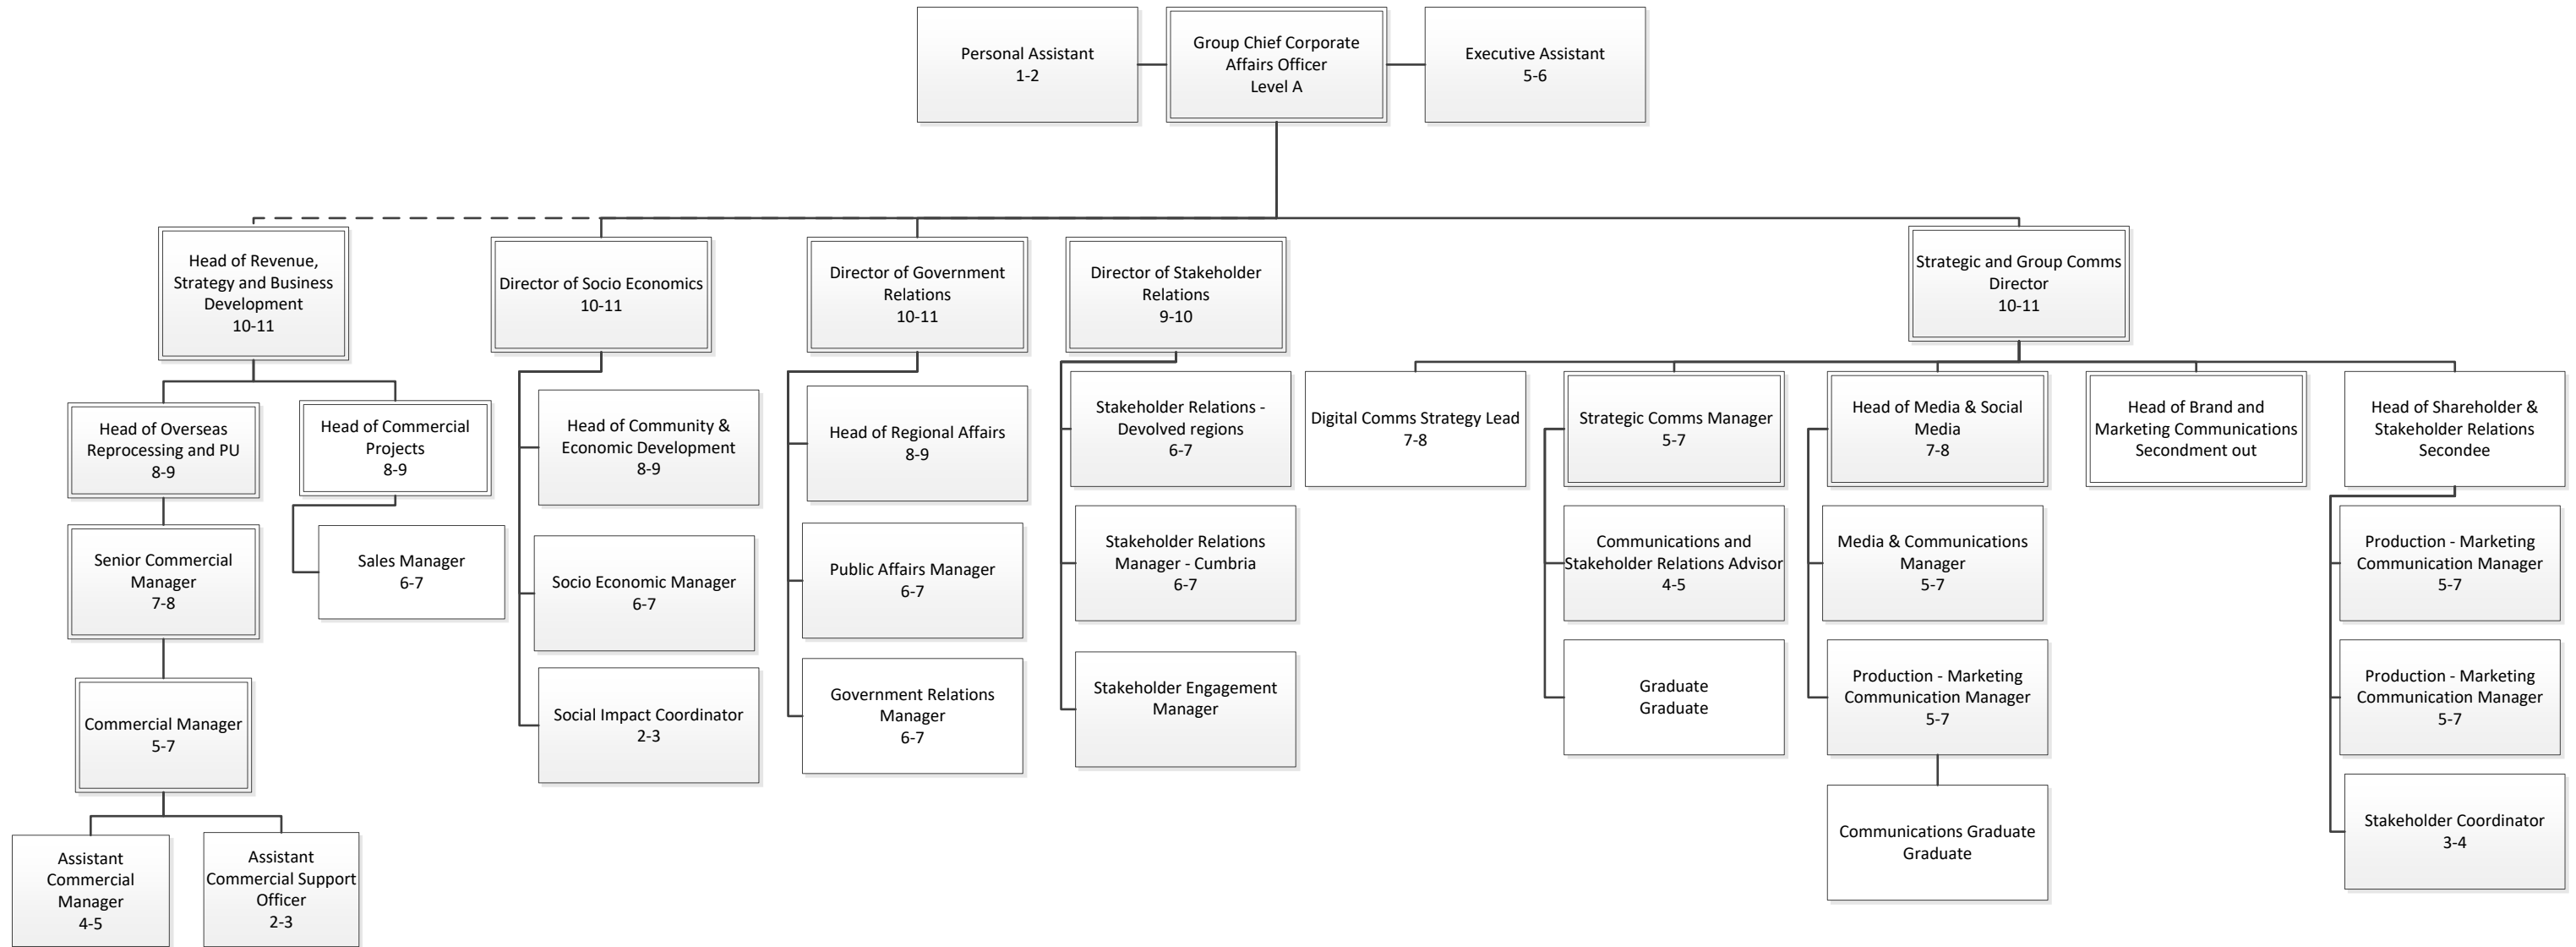 Personal Assistant
1-2
Group Chief Corporate
Affairs Officer
Level A
Executive Assistant
5-6
Head of Revenue,
Strategy and Business
Development
10-11
Director of Socio Economics
10-11
Director of Government
Relations
10-11
Director of Stakeholder
Relations
9-10
Strategic and Group Comms
Director
10-11
Head of Overseas
Reprocessing and PU
8-9
Head of Commercial
Projects
8-9
Head of Community &
Economic Development
8-9
Head of Regional Affairs
8-9
Stakeholder Relations -
Devolved regions
6-7
Digital Comms Strategy Lead
7-8
Strategic Comms Manager
5-7
Head of Media & Social
Media
7-8
Head of Brand and
Marketing Communications
Secondment out
Head of Shareholder &
Stakeholder Relations
Secondee
Senior Commercial
Manager
7-8
Sales Manager
6-7
Socio Economic Manager
6-7
Public Affairs Manager
6-7
Stakeholder Relations
Manager - Cumbria
6-7
Communications and
Stakeholder Relations Advisor
4-5
Media & Communications
Manager
5-7
Production - Marketing
Communication Manager
5-7
Commercial Manager
5-7
Social Impact Coordinator
2-3
Government Relations
Manager
6-7
Stakeholder Engagement
Manager
Graduate
Graduate
Production - Marketing
Communication Manager
5-7
Production - Marketing
Communication Manager
5-7
Assistant
Commercial
Manager
4-5
Assistant
Commercial Support
Officer
2-3
Communications Graduate
Graduate
Stakeholder Coordinator
3-4